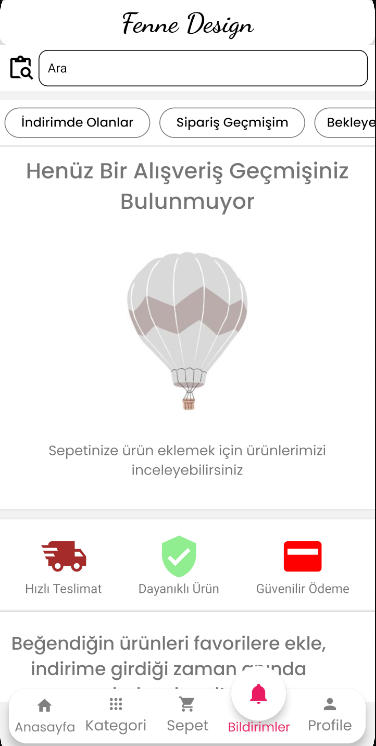 Fenne Design
Ara
İndirimde Olanlar
Sipariş Geçmişim
Bekleye
Henüz Bir Alışveriş Geçmişiniz
Bulunmuyor
Sepetinize ürün eklemek için ürünlerimizi
inceleyebilirsiniz
Hızlı Teslimat
Dayanıklı Ürün
Güvenilir Ödeme
Beğendiğin ürünleri favorilere ekle,
indirime girdiği zaman anında
Anasayfa
Kategori
Sepet
Bildirimler
Profile